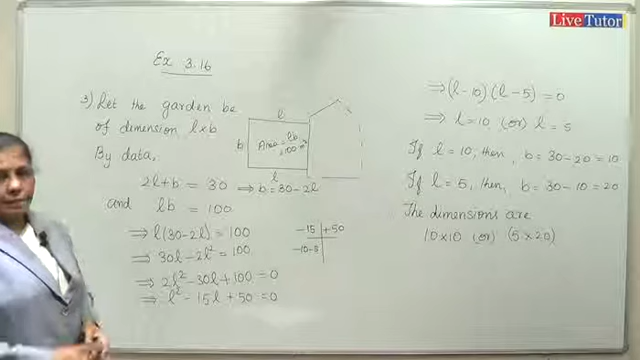 Live Tutor
Ex 3.16
3) Let the garden be
of dimension l×b
By data,
2l+b = 30 ⇒ b = 30-2l
and lb = 100
⇒ l(30-2l) = 100
⇒ 30l - 2l² = 100
⇒ 2l² - 30l + 100 = 0
⇒ l² - 15l + 50 = 0
l
b
Area = lb
= 100
l
-15 +50
-10 -5
⇒ (l-10)(l-5) = 0
⇒ l = 10 (or) l = 5
If l = 10, then, b = 30-20 = 10
If l = 5, then, b = 30-10 = 20
The dimensions are
10×10 (or) (5×20)